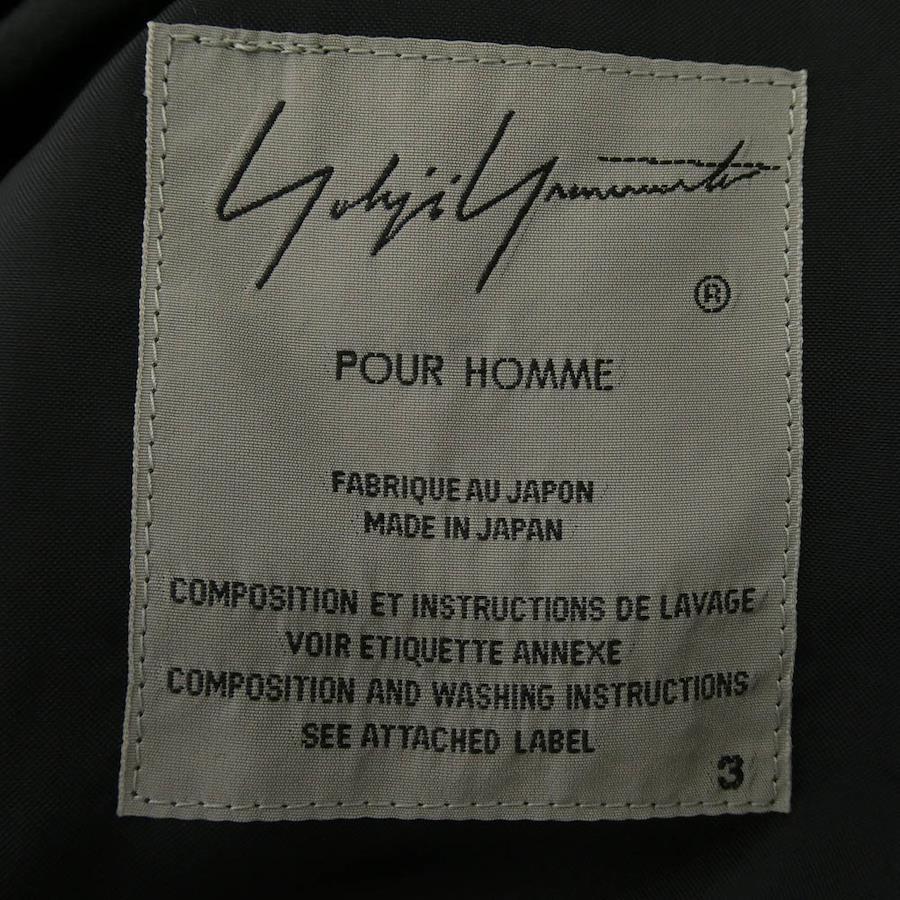 Yohji Yamamoto
®
POUR HOMME
FABRIQUE AU JAPON
MADE IN JAPAN
COMPOSITION ET INSTRUCTIONS DE LAVAGE
VOIR ETIQUETTE ANNEXE
COMPOSITION AND WASHING INSTRUCTIONS
SEE ATTACHED LABEL
3